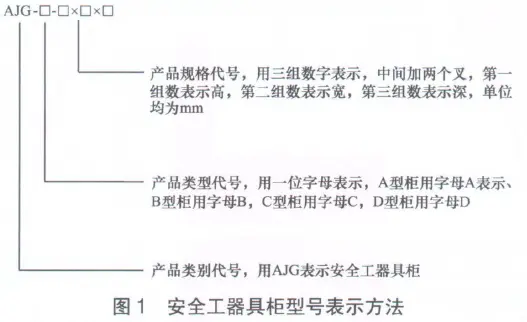 AJG-□-□×□×□
产品规格代号，用三组数字表示，中间加两个叉，第一
组数表示高，第二组数表示宽，第三组数表示深，单位
均为mm
产品类型代号，用一位字母表示，A型柜用字母A表示、
B型柜用字母B，C型柜用字母C，D型柜用字母D
产品类别代号，用AJG表示安全工器具柜
图1 安全工器具柜型号表示方法